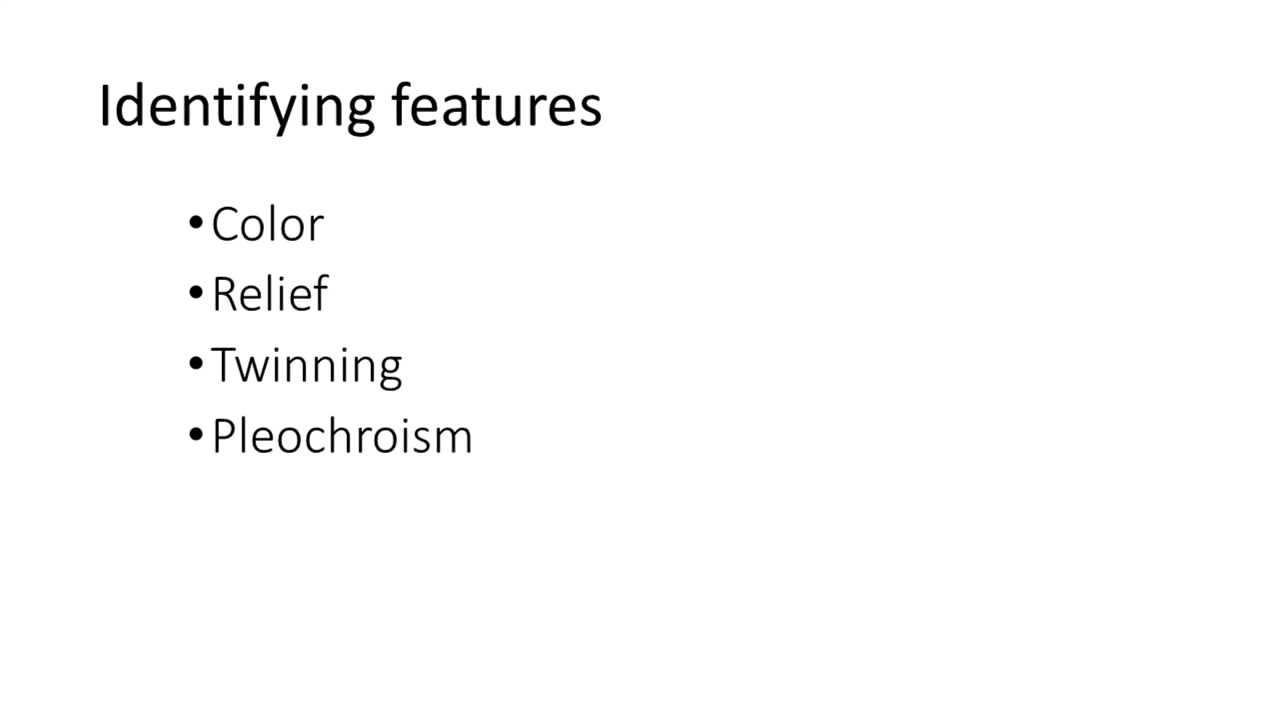 Identifying features
•Color
•Relief
•Twinning
•Pleochroism